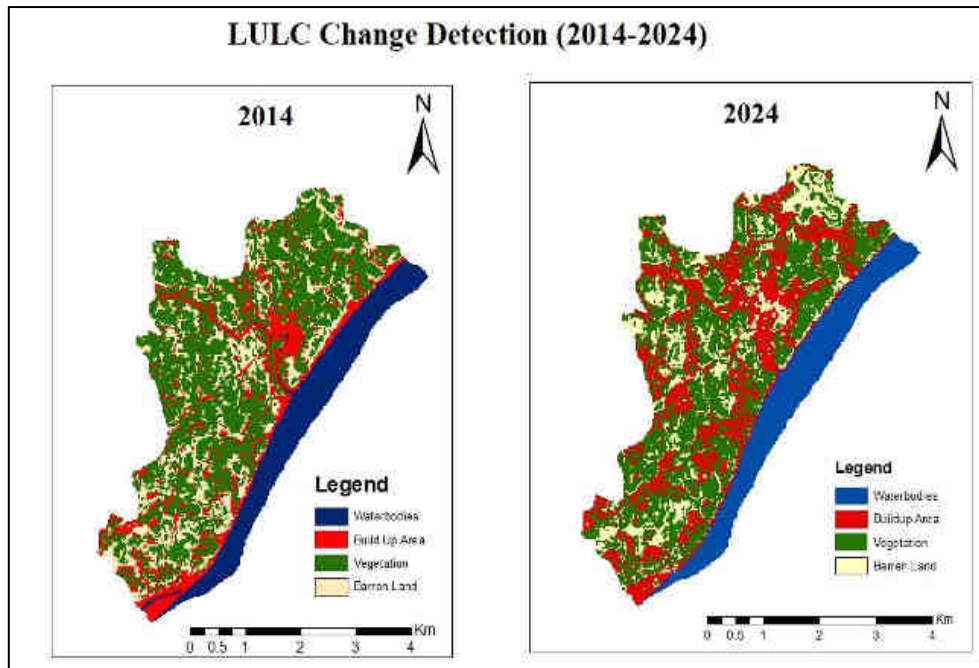 LULC Change Detection (2014-2024)
2014
N
Legend
Waterbodies
Build Up Area
Vegetation
Barren Land
Km
0 0.5 1 2 3 4
2024
N
Legend
Waterbodies
Buildup Area
Vegetation
Barren Land
Km
0 0.5 1 2 3 4